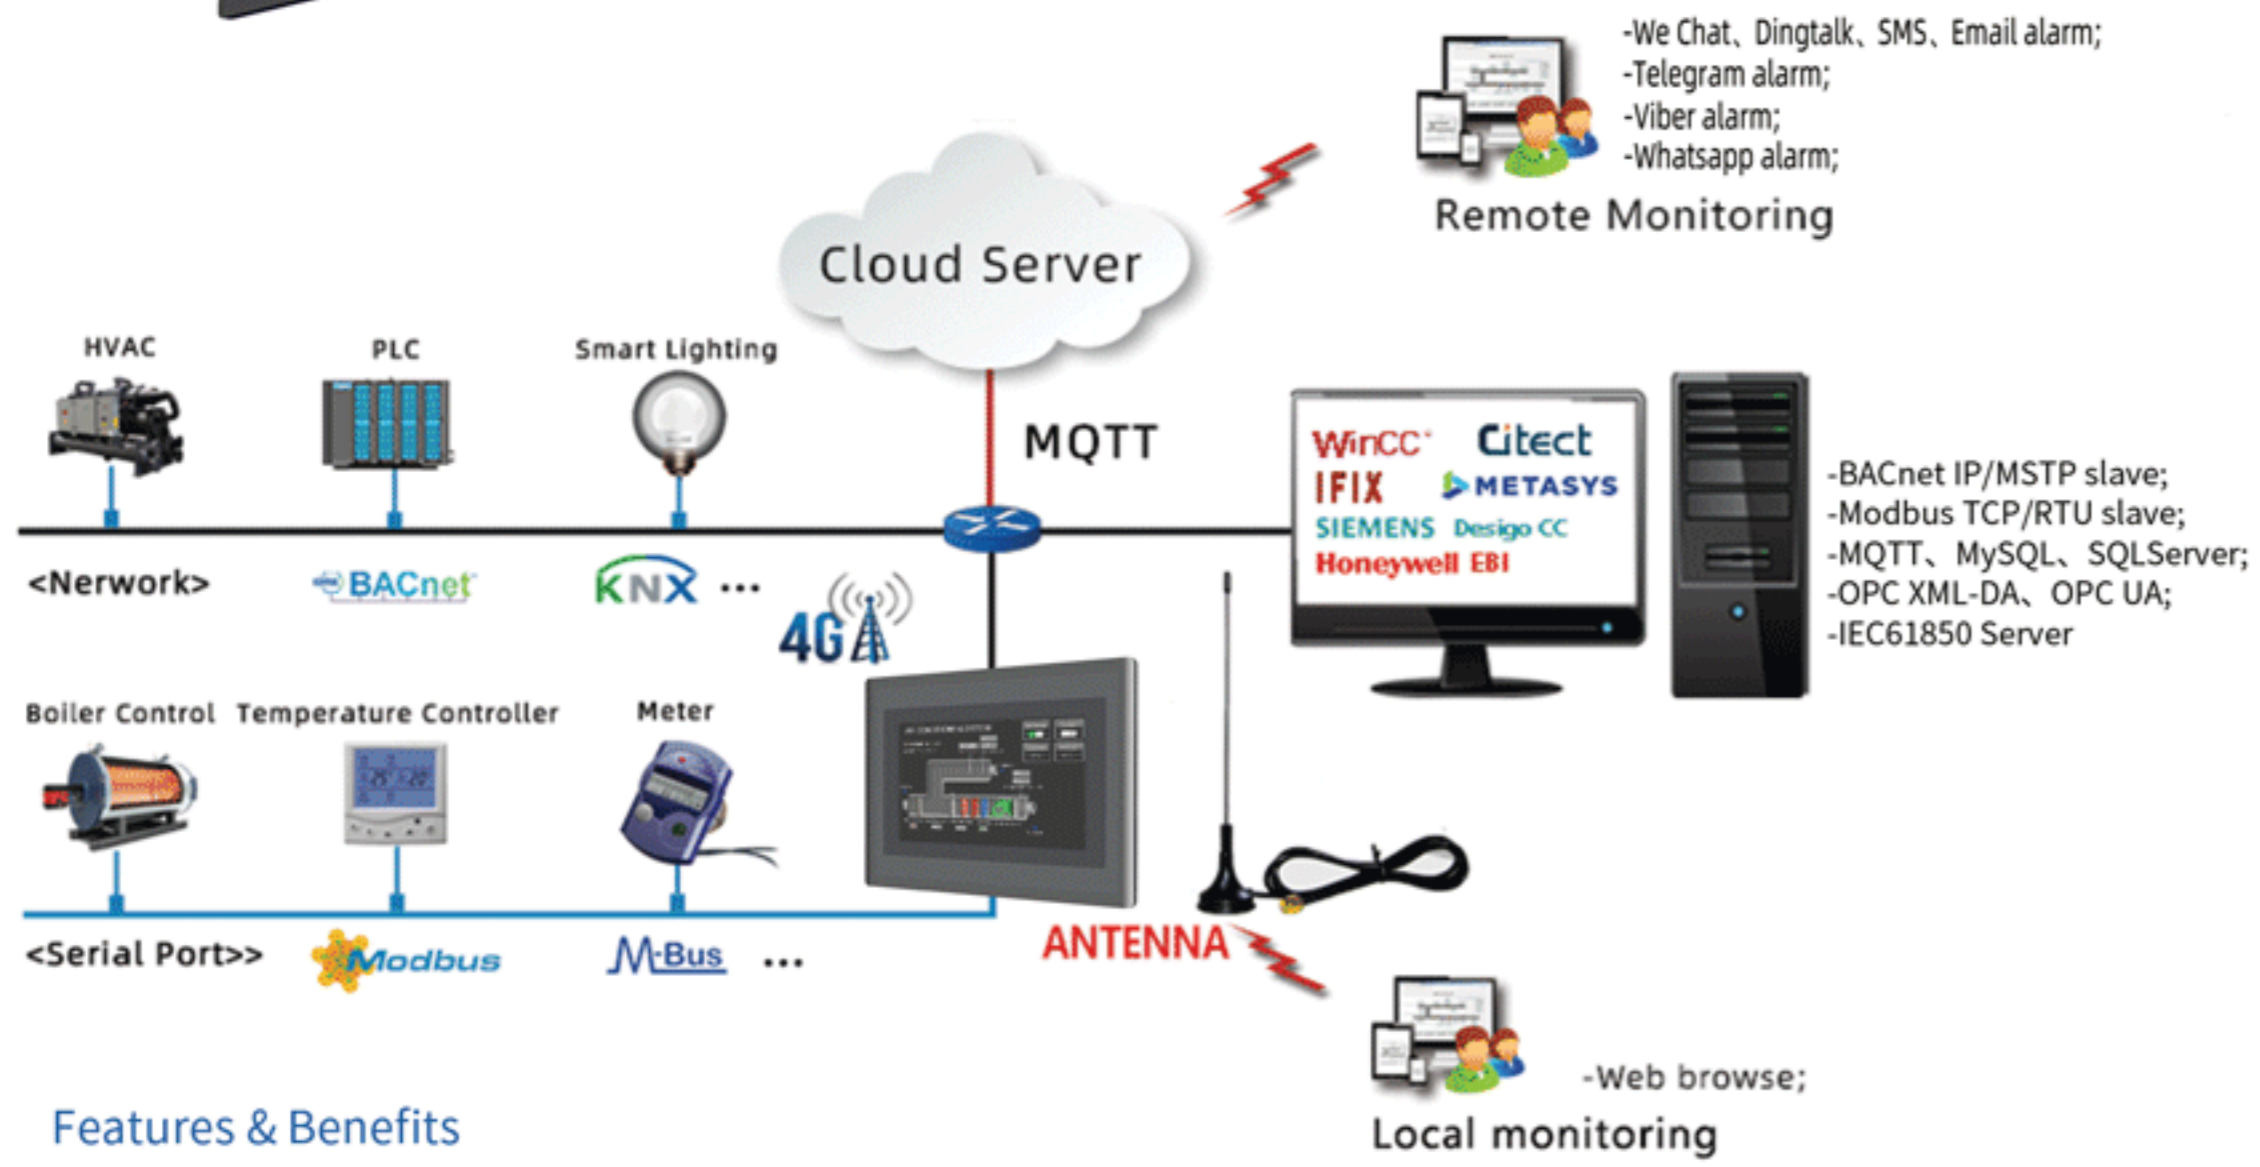 -We Chat、Dingtalk、SMS、Email alarm;
-Telegram alarm;
-Viber alarm;
-Whatsapp alarm;
Remote Monitoring
Cloud Server
HVAC
PLC
Smart Lighting
MQTT
WinCC
Citect
IFIX
METASYS
SIEMENS Desigo CC
Honeywell EBI
-BACnet IP/MSTP slave;
-Modbus TCP/RTU slave;
-MQTT、MySQL、SQLServer;
-OPC XML-DA、OPC UA;
-IEC61850 Server
<Nerwork>
BACnet
KNX ...
4G
Boiler Control
Temperature Controller
Meter
<Serial Port>>
Modbus
M-Bus ...
ANTENNA
-Web browse;
Local monitoring
Features & Benefits